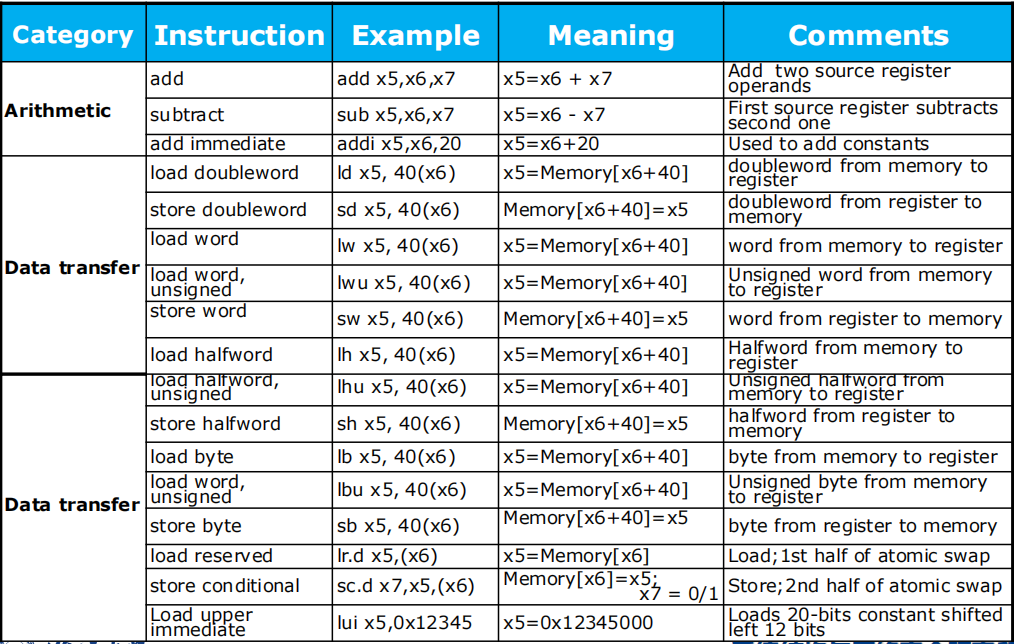 Category Instruction Example Meaning Comments
Arithmetic
add add x5,x6,x7 x5=x6 + x7 Add two source register
operands
subtract sub x5,x6,x7 x5=x6 - x7 First source register subtracts
second one
add immediate addi x5,x6,20 x5=x6+20 Used to add constants
Data transfer
load doubleword ld x5, 40(x6) x5=Memory[x6+40] doubleword from memory to
register
store doubleword sd x5, 40(x6) Memory[x6+40]=x5 doubleword from register to
memory
load word lw x5, 40(x6) x5=Memory[x6+40] word from memory to register
load word,
unsigned lwu x5, 40(x6) x5=Memory[x6+40] Unsigned word from memory
to register
store word sw x5, 40(x6) Memory[x6+40]=x5 word from register to memory
load halfword lh x5, 40(x6) x5=Memory[x6+40] Halfword from memory to
register
Data transfer
load halfword,
unsigned lhu x5, 40(x6) x5=Memory[x6+40] Unsigned halfword from
memory to register
store halfword sh x5, 40(x6) Memory[x6+40]=x5 halfword from register to
memory
load byte lb x5, 40(x6) x5=Memory[x6+40] byte from memory to register
load word,
unsigned lbu x5, 40(x6) x5=Memory[x6+40] Unsigned byte from memory
to register
store byte sb x5, 40(x6) Memory[x6+40]=x5 byte from register to memory
load reserved lr.d x5,(x6) x5=Memory[x6] Load;1st half of atomic swap
store conditional sc.d x7,x5,(x6) Memory[x6]=x5;
x7 = 0/1 Store;2nd half of atomic swap
Load upper
immediate lui x5,0x12345 x5=0x12345000 Loads 20-bits constant shifted
left 12 bits